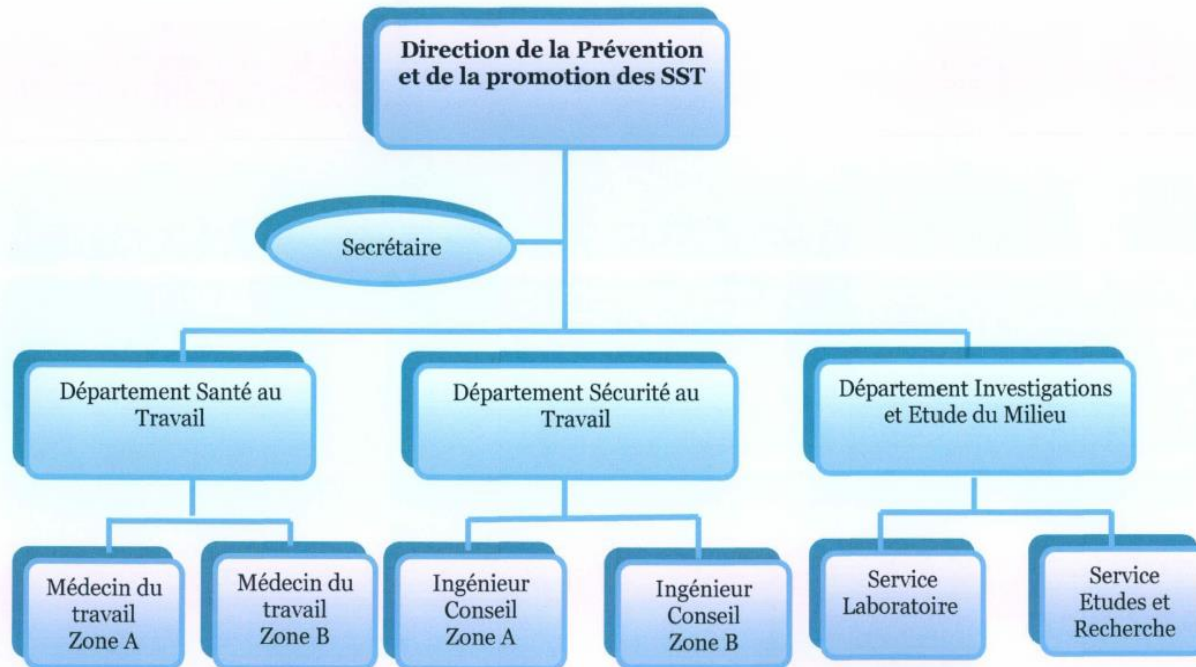 Direction de la Prévention
et de la promotion des SST
Secrétaire
Département Santé au
Travail
Département Sécurité au
Travail
Département Investigations
et Etude du Milieu
Médecin du
travail
Zone A
Médecin du
travail
Zone B
Ingénieur
Conseil
Zone A
Ingénieur
Conseil
Zone B
Service
Laboratoire
Service
Etudes et
Recherche